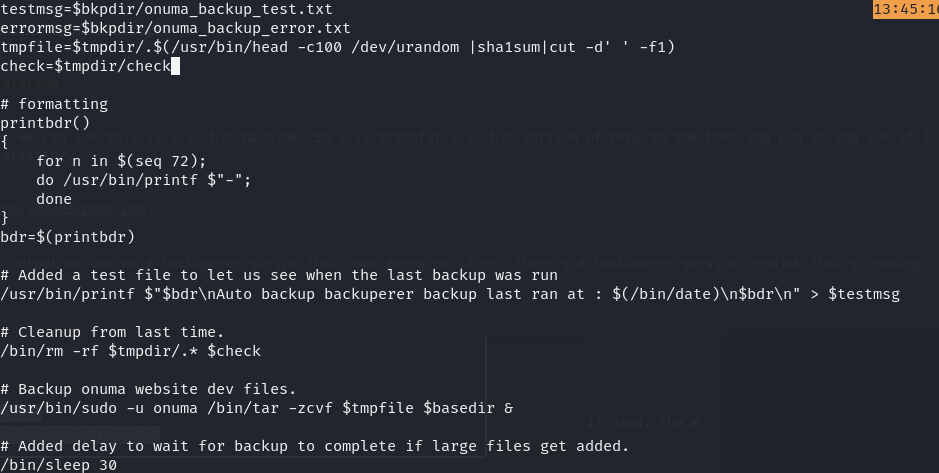 testmsg=$bkpdir/onuma_backup_test.txt
13:45:16
errormsg=$bkpdir/onuma_backup_error.txt
tmpfile=$tmpdir/.$(/usr/bin/head -c100 /dev/urandom |sha1sum|cut -d' ' -f1)
check=$tmpdir/check
# formatting
printbdr()
{
    for n in $(seq 72);
    do /usr/bin/printf $"-";
    done
}
bdr=$(printbdr)
# Added a test file to let us see when the last backup was run
/usr/bin/printf $"$bdr\nAuto backup backuperer backup last ran at : $(/bin/date)\n$bdr\n" > $testmsg
# Cleanup from last time.
/bin/rm -rf $tmpdir/.* $check
# Backup onuma website dev files.
/usr/bin/sudo -u onuma /bin/tar -zcvf $tmpfile $basedir &
If used, the m
# Added delay to wait for backup to complete if large files get added.
/bin/sleep 30